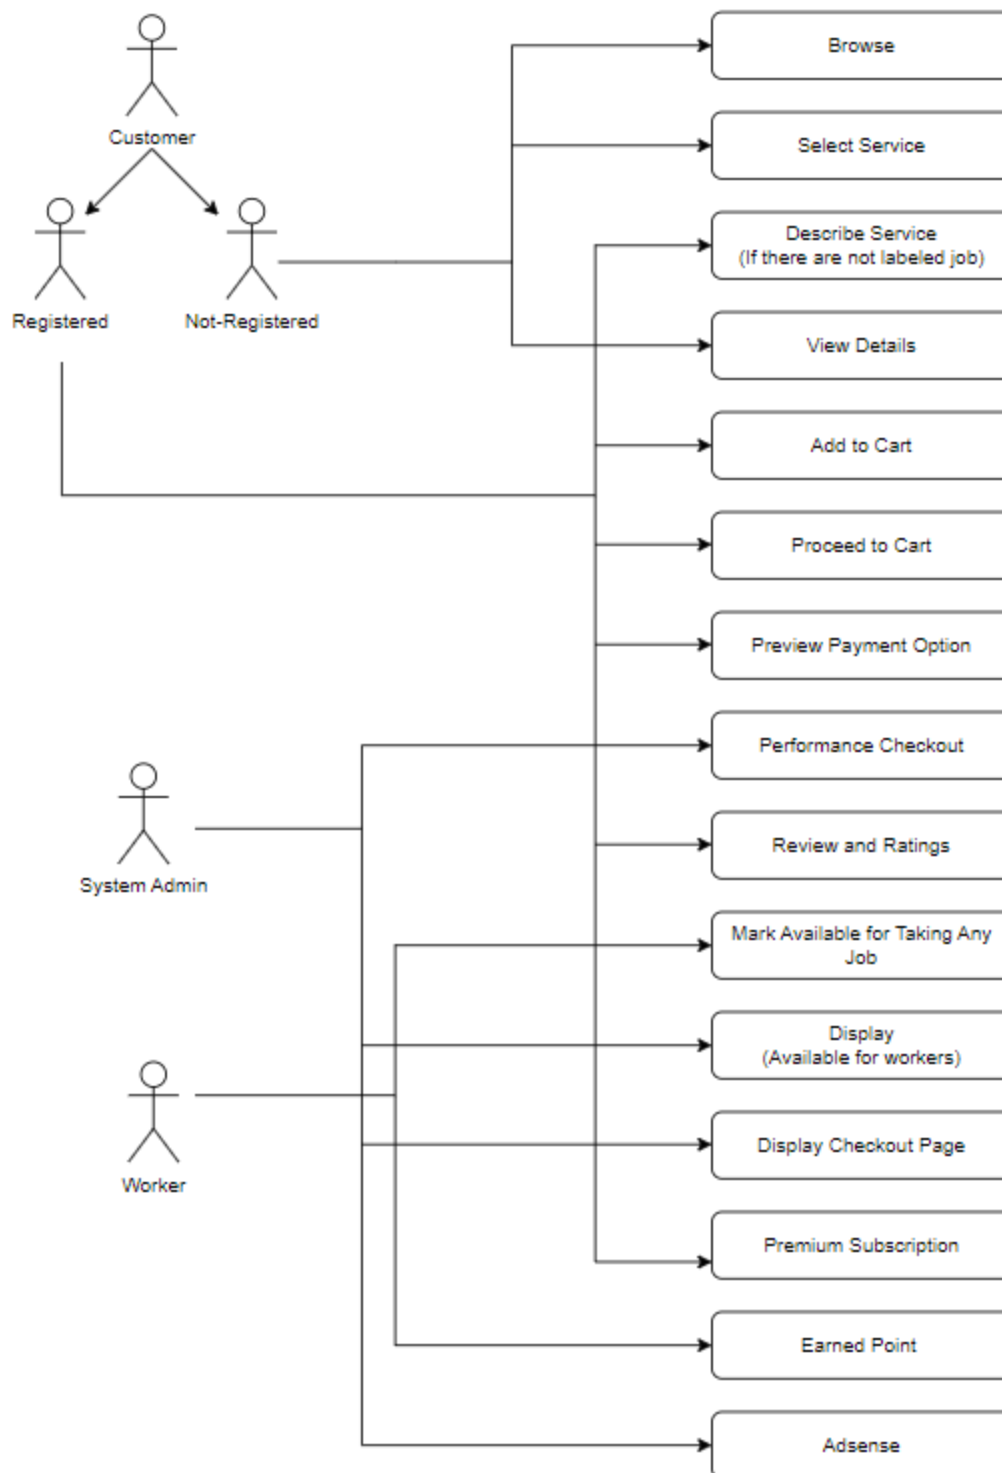 Customer
Registered
Not-Registered
System Admin
Worker
Browse
Select Service
Describe Service
(If there are not labeled job)
View Details
Add to Cart
Proceed to Cart
Preview Payment Option
Performance Checkout
Review and Ratings
Mark Available for Taking Any
Job
Display
(Available for workers)
Display Checkout Page
Premium Subscription
Earned Point
Adsense